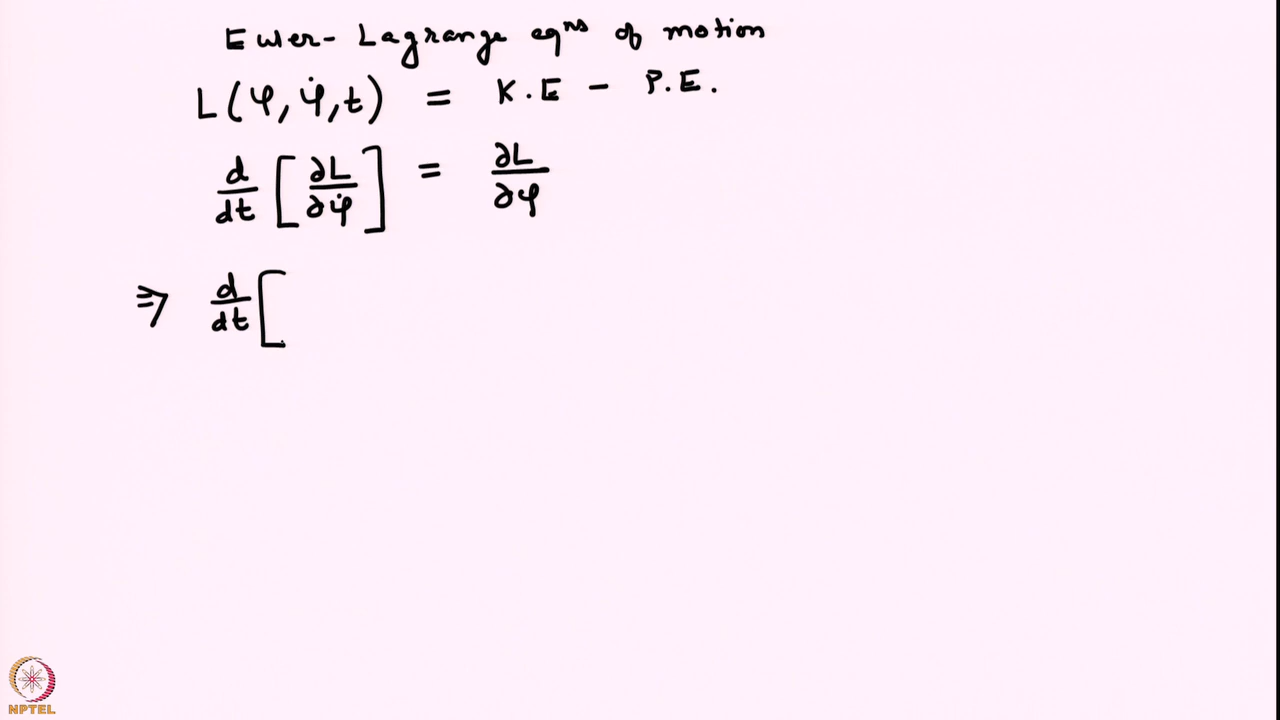 Euler-Lagrange eqⁿˢ of motion
L(φ, φ̇, t) = K.E - P.E.
d/dt [∂L/∂φ̇] = ∂L/∂φ
⇒ d/dt [
NPTEL